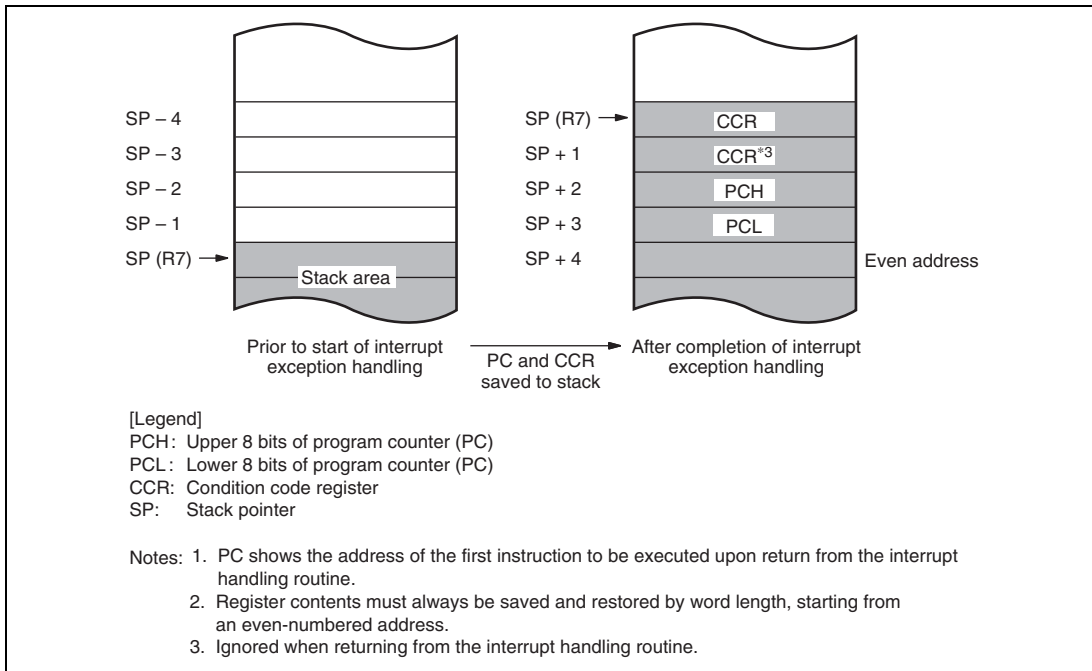 SP – 4
SP – 3
SP – 2
SP – 1
SP (R7)
Stack area
SP (R7)
SP + 1
SP + 2
SP + 3
SP + 4
CCR
CCR*3
PCH
PCL
Even address
Prior to start of interrupt
exception handling
PC and CCR
saved to stack
After completion of interrupt
exception handling
[Legend]
PCH: Upper 8 bits of program counter (PC)
PCL: Lower 8 bits of program counter (PC)
CCR: Condition code register
SP: Stack pointer
Notes: 1. PC shows the address of the first instruction to be executed upon return from the interrupt
handling routine.
2. Register contents must always be saved and restored by word length, starting from
an even-numbered address.
3. Ignored when returning from the interrupt handling routine.